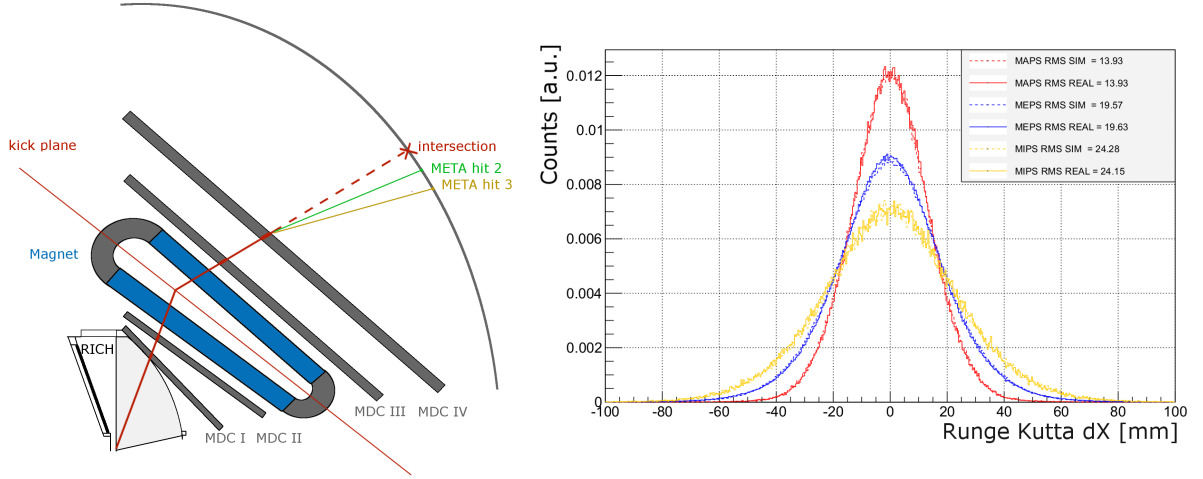 kick plane
intersection
META hit 2
META hit 3
Magnet
RICH
MDC III
MDC IV
MDC I
MDC II
Counts [a.u.]
0.012
0.01
0.008
0.006
0.004
0.002
0
-100
-80
-60
-40
-20
0
20
40
60
80
100
Runge Kutta dX [mm]
MAPS RMS SIM = 13.93
MAPS RMS REAL = 13.93
MEPS RMS SIM = 19.57
MEPS RMS REAL = 19.63
MIPS RMS SIM = 24.28
MIPS RMS REAL = 24.15